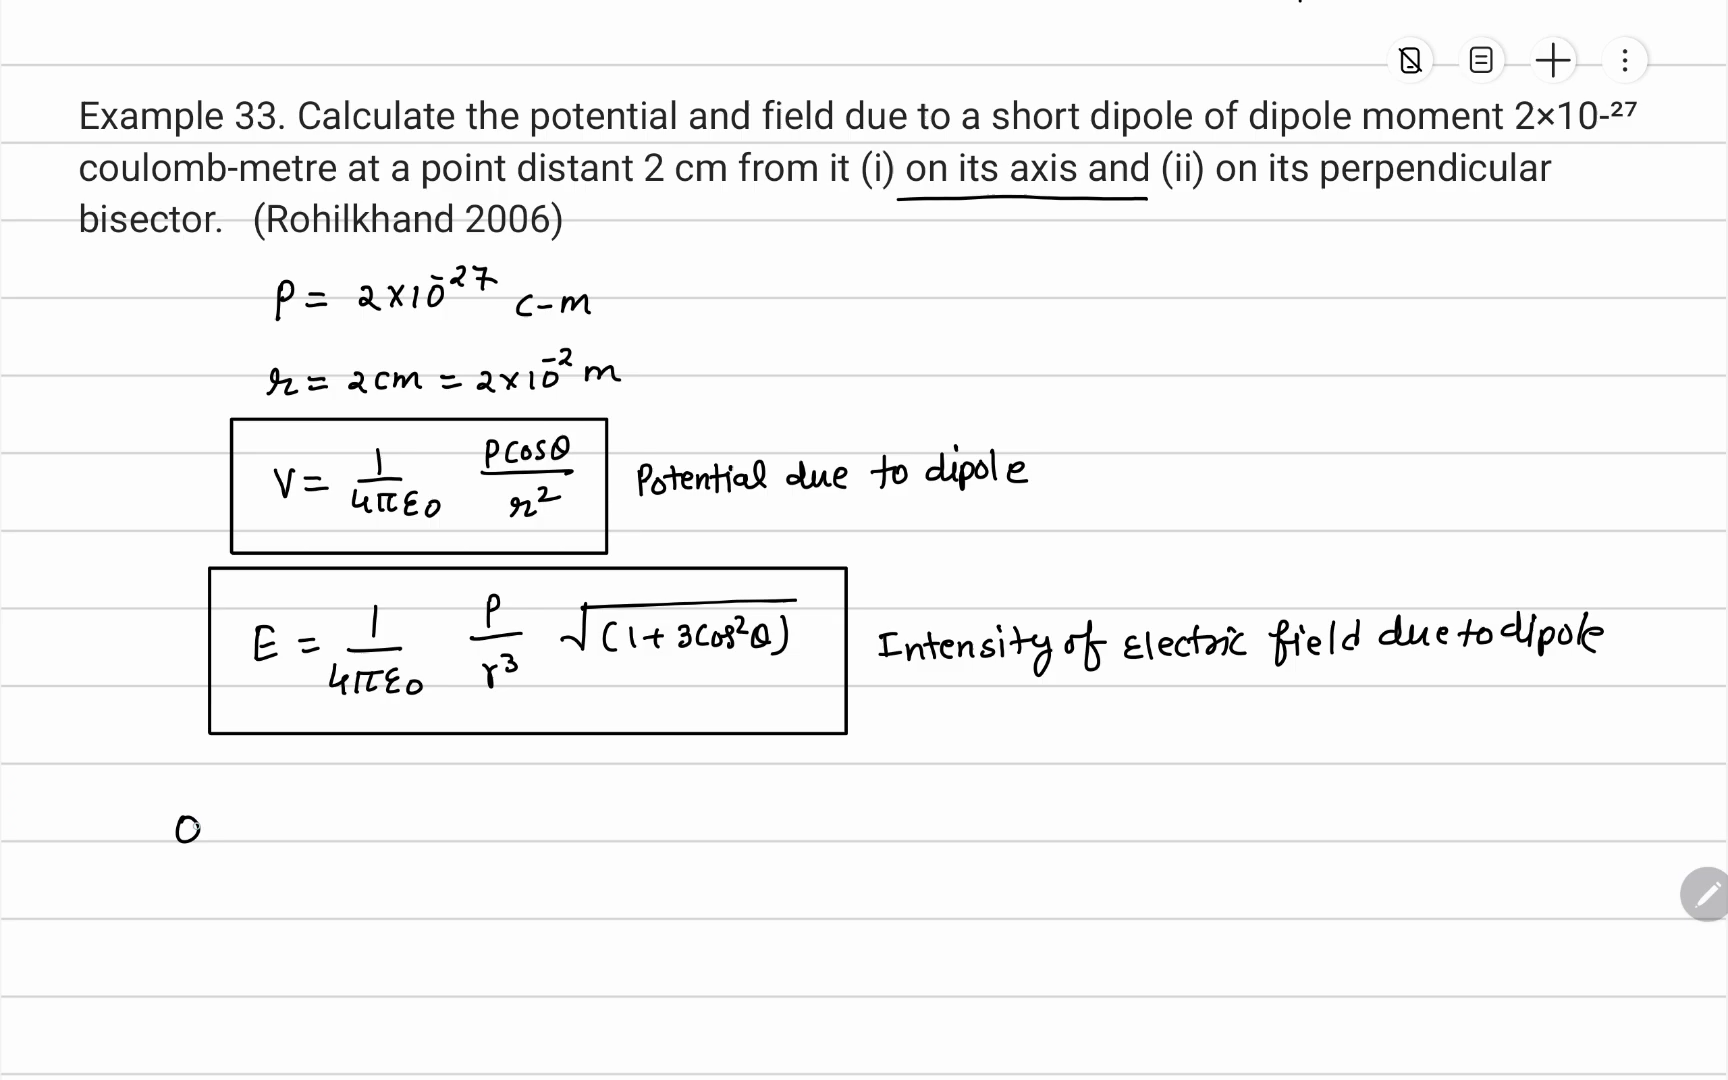 Example 33. Calculate the potential and field due to a short dipole of dipole moment 2×10-²⁷
coulomb-metre at a point distant 2 cm from it (i) on its axis and (ii) on its perpendicular
bisector. (Rohilkhand 2006)
P = 2×10⁻²⁷ c-m
r = 2cm = 2×10⁻² m
V = 1/4πε0 Pcosθ/r² Potential due to dipole
E = 1/4πε0 P/r³ √(1+3cos²θ) Intensity of Electric field due to dipole
O